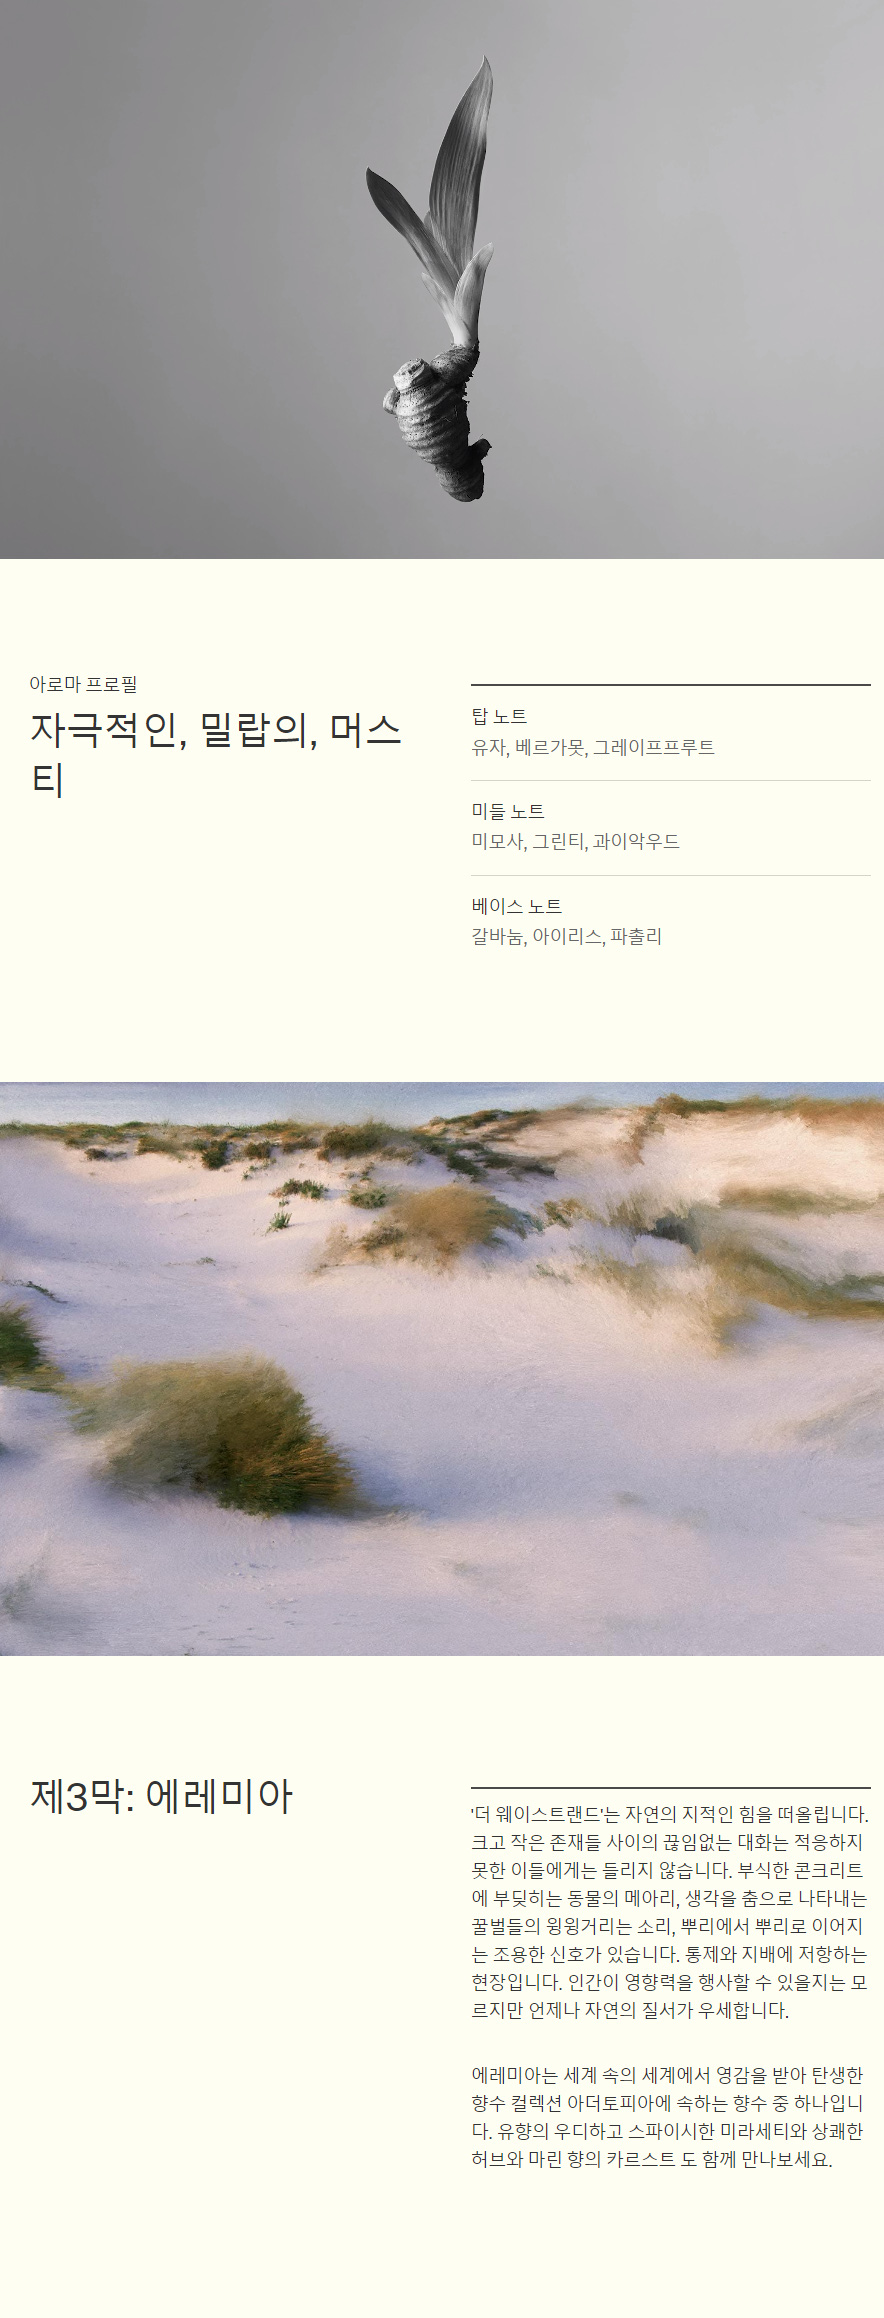 아로마 프로필
자극적인, 밀랍의, 머스
티
탑 노트
유자, 베르가못, 그레이프프루트
미들 노트
미모사, 그린티, 과이악우드
베이스 노트
갈바눔, 아이리스, 파촐리
제3막: 에레미아
'더 웨이스트랜드'는 자연의 지적인 힘을 떠올립니다.
크고 작은 존재들 사이의 끊임없는 대화는 적응하지
못한 이들에게는 들리지 않습니다. 부식한 콘크리트
에 부딪히는 동물의 메아리, 생각을 춤으로 나타내는
꿀벌들의 윙윙거리는 소리, 뿌리에서 뿌리로 이어지
는 조용한 신호가 있습니다. 통제와 지배에 저항하는
현장입니다. 인간이 영향력을 행사할 수 있을지는 모
르지만 언제나 자연의 질서가 우세합니다.
에레미아는 세계 속의 세계에서 영감을 받아 탄생한
향수 컬렉션 아더토피아에 속하는 향수 중 하나입니
다. 유향의 우디하고 스파이시한 미라세티와 상쾌한
허브와 마린 향의 카르스트 도 함께 만나보세요.